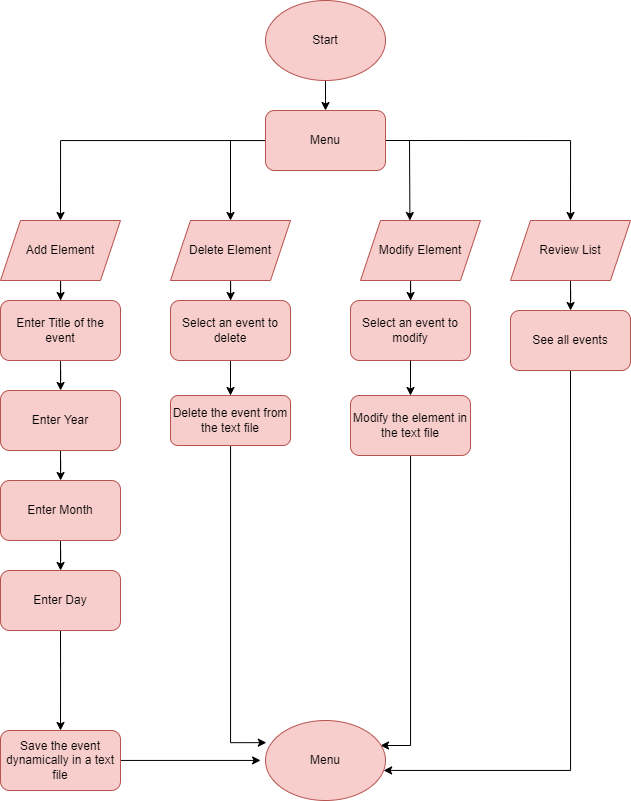 Start
Menu
Add Element
Delete Element
Modify Element
Review List
Enter Title of the
event
Select an event to
delete
Select an event to
modify
See all events
Enter Year
Delete the event from
the text file
Modify the element in
the text file
Enter Month
Enter Day
Save the event
dynamically in a text
file
Menu